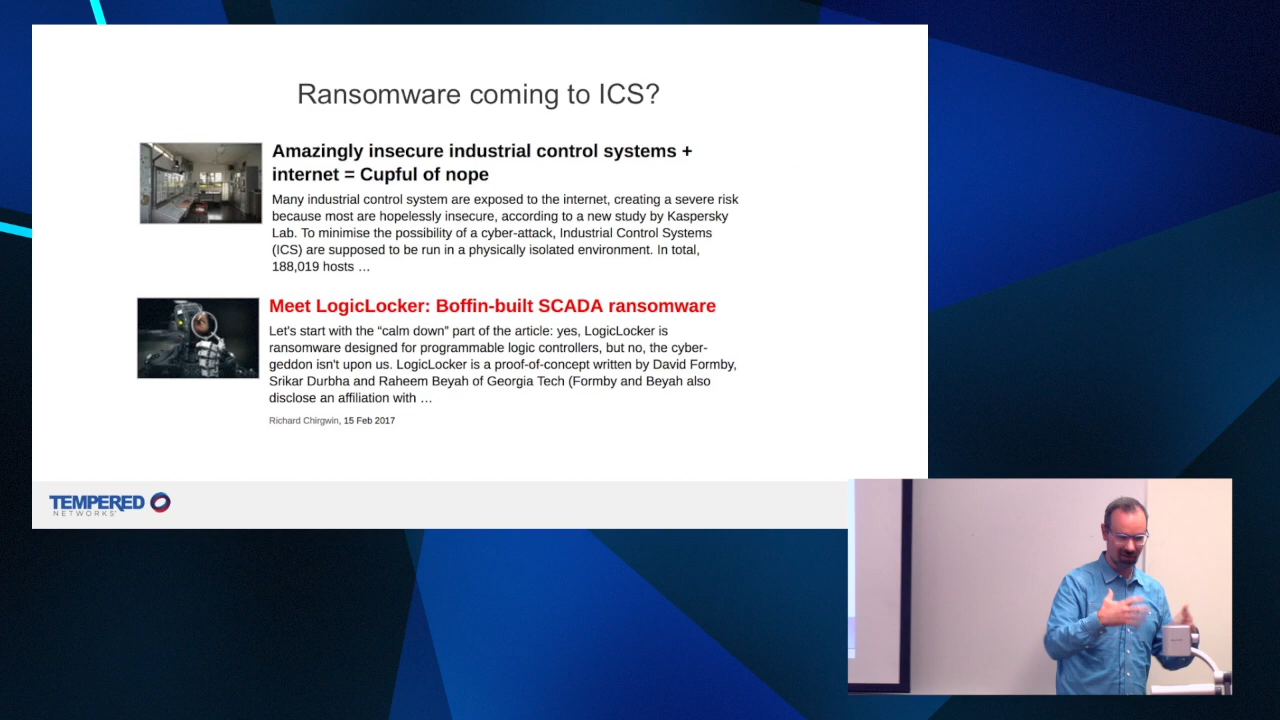 Ransomware coming to ICS?
Amazingly insecure industrial control systems +
internet = Cupful of nope
Many industrial control system are exposed to the internet, creating a severe risk
because most are hopelessly insecure, according to a new study by Kaspersky
Lab. To minimise the possibility of a cyber-attack, Industrial Control Systems
(ICS) are supposed to be run in a physically isolated environment. In total,
188,019 hosts …
Meet LogicLocker: Boffin-built SCADA ransomware
Let's start with the “calm down” part of the article: yes, LogicLocker is
ransomware designed for programmable logic controllers, but no, the cyber-
geddon isn't upon us. LogicLocker is a proof-of-concept written by David Formby,
Srikar Durbha and Raheem Beyah of Georgia Tech (Formby and Beyah also
disclose an affiliation with …
Richard Chirgwin, 15 Feb 2017
TEMPERED
NETWORKS